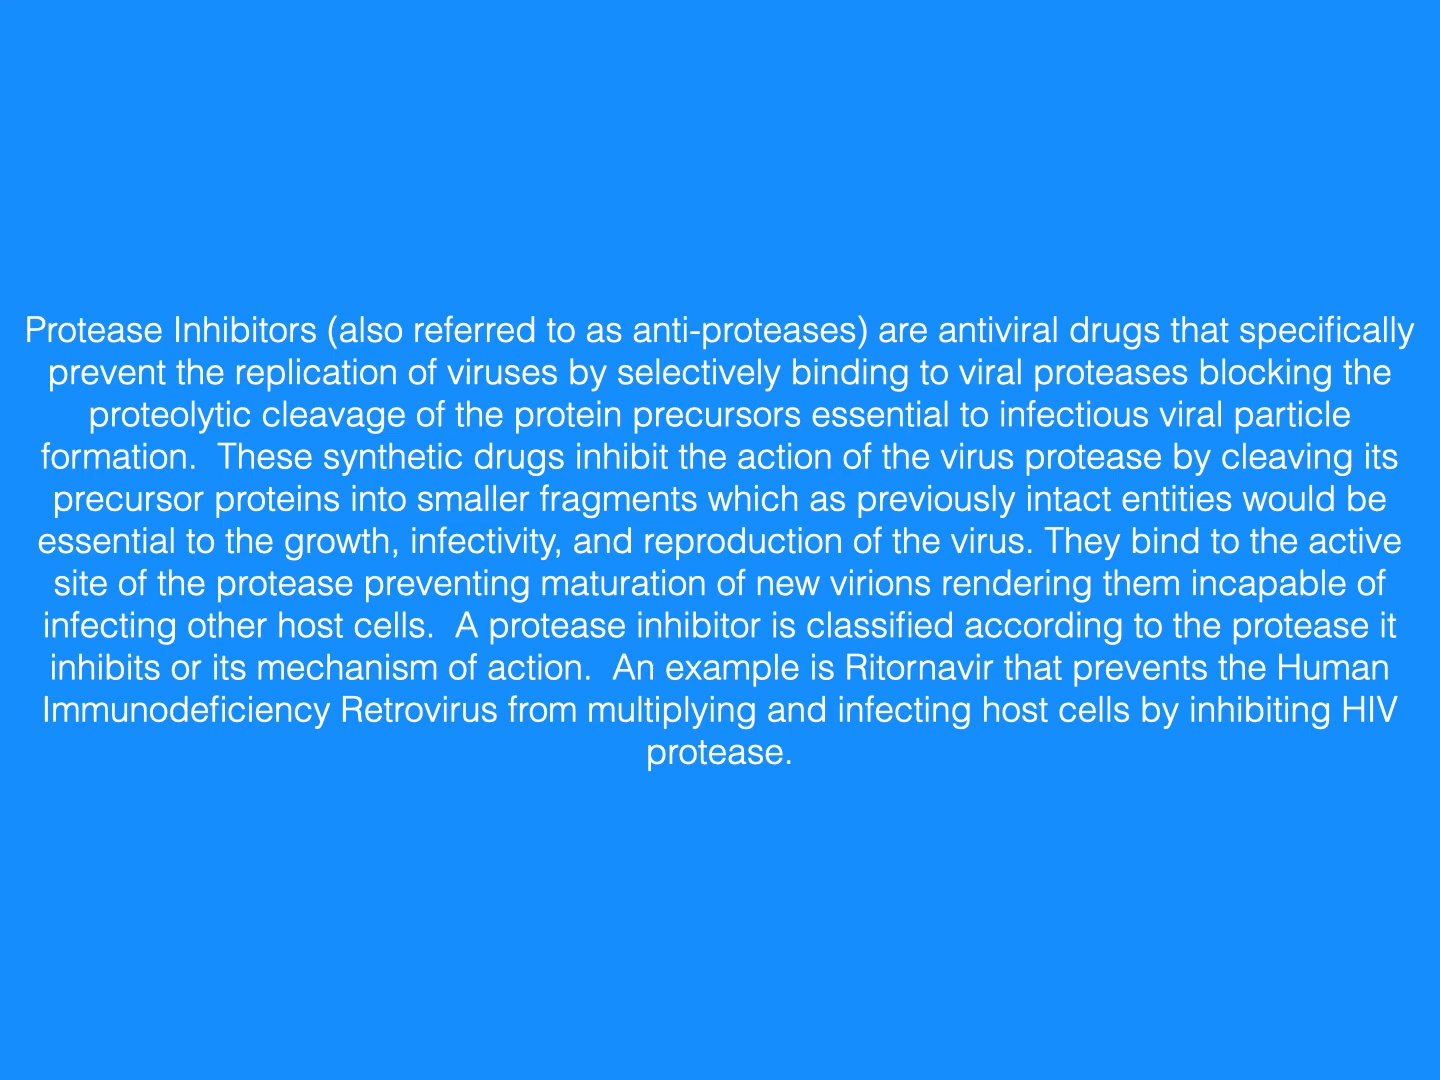 Protease Inhibitors (also referred to as anti-proteases) are antiviral drugs that specifically
prevent the replication of viruses by selectively binding to viral proteases blocking the
proteolytic cleavage of the protein precursors essential to infectious viral particle
formation.  These synthetic drugs inhibit the action of the virus protease by cleaving its
precursor proteins into smaller fragments which as previously intact entities would be
essential to the growth, infectivity, and reproduction of the virus. They bind to the active
site of the protease preventing maturation of new virions rendering them incapable of
infecting other host cells.  A protease inhibitor is classified according to the protease it
inhibits or its mechanism of action.  An example is Ritornavir that prevents the Human
Immunodeficiency Retrovirus from multiplying and infecting host cells by inhibiting HIV
protease.